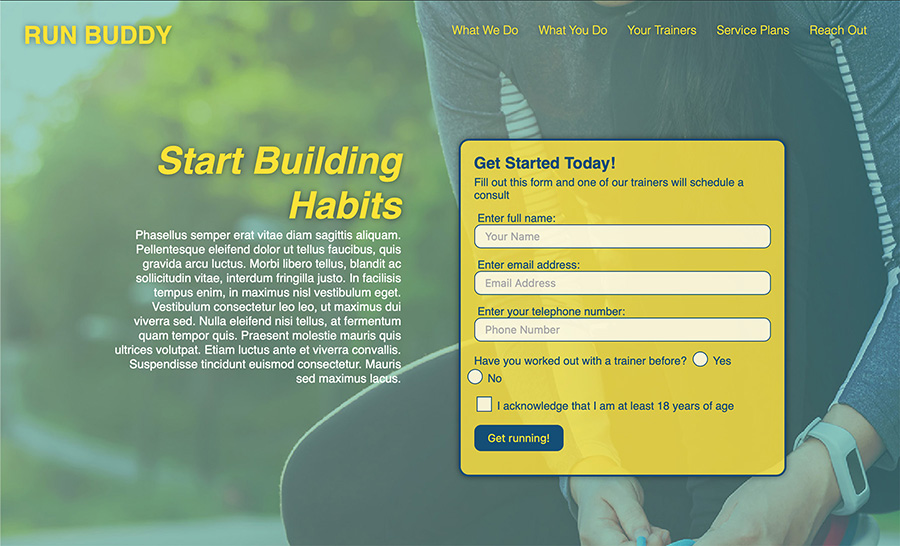 RUN BUDDY
What We Do What You Do Your Trainers Service Plans Reach Out
Start Building
Habits
Phasellus semper erat vitae diam sagittis aliquam.
Pellentesque eleifend dolor ut tellus faucibus, quis
gravida arcu luctus. Morbi libero tellus, blandit ac
sollicitudin vitae, interdum fringilla justo. In facilisis
tempus enim, in maximus nisl vestibulum eget.
Vestibulum consectetur leo leo, ut maximus dui
viverra sed. Nulla eleifend nisi tellus, at fermentum
quam tempor quis. Praesent molestie mauris quis
ultrices volutpat. Etiam luctus ante et viverra convallis.
Suspendisse tincidunt euismod consectetur. Mauris
sed maximus lacus.
Get Started Today!
Fill out this form and one of our trainers will schedule a
consult
Enter full name:
Your Name
Enter email address:
Email Address
Enter your telephone number:
Phone Number
Have you worked out with a trainer before? Yes
No
I acknowledge that I am at least 18 years of age
Get running!